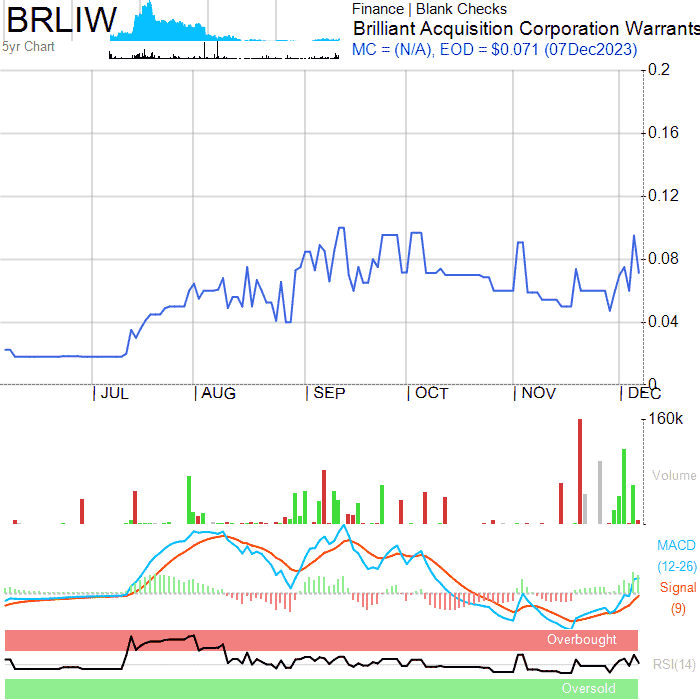 BRLIW
5yr Chart
Finance | Blank Checks
Brilliant Acquisition Corporation Warrants
MC = (N/A), EOD = $0.071 (07Dec2023)
0.2
0.16
0.12
0.08
0.04
0
JUL AUG SEP OCT NOV DEC
160k
Volume
MACD
(12-26)
Signal
(9)
Overbought
RSI(14)
Oversold